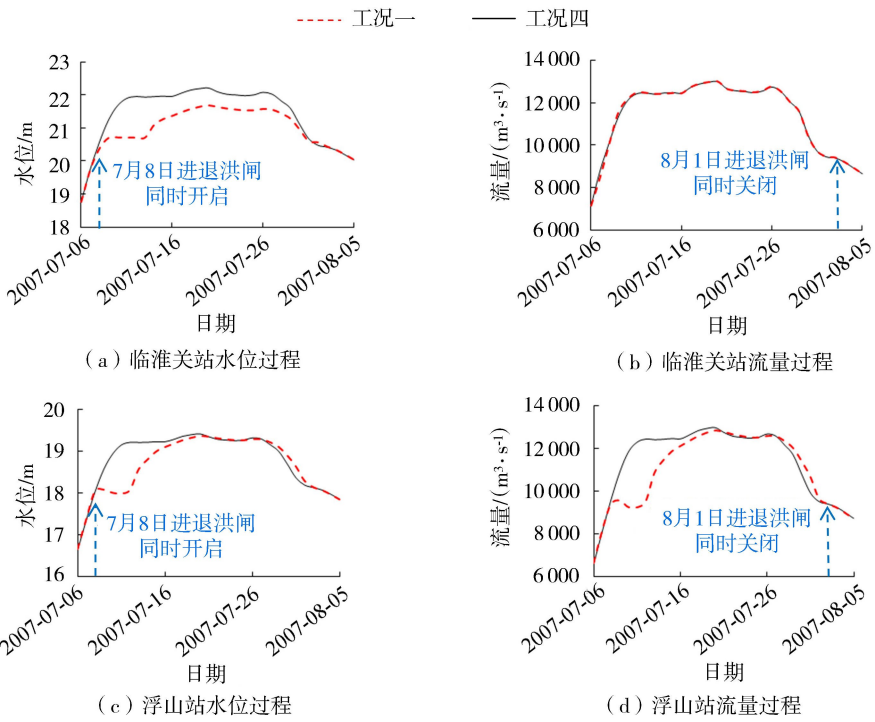 工况一 工况四
23
22
21
20
19
18
水位/m
7月8日进退洪闸
同时开启
2007-07-06
2007-07-16
2007-07-26
2007-08-05
日期
(a)临淮关站水位过程
14 000
12 000
10 000
8 000
6 000
流量/(m³·s⁻¹)
8月1日进退洪闸
同时关闭
2007-07-06
2007-07-16
2007-07-26
2007-08-05
日期
(b)临淮关站流量过程
20
19
18
17
16
水位/m
7月8日进退洪闸
同时开启
2007-07-06
2007-07-16
2007-07-26
2007-08-05
日期
(c)浮山站水位过程
14 000
12 000
10 000
8 000
6 000
流量/(m³·s⁻¹)
8月1日进退洪闸
同时关闭
2007-07-06
2007-07-16
2007-07-26
2007-08-05
日期
(d)浮山站流量过程